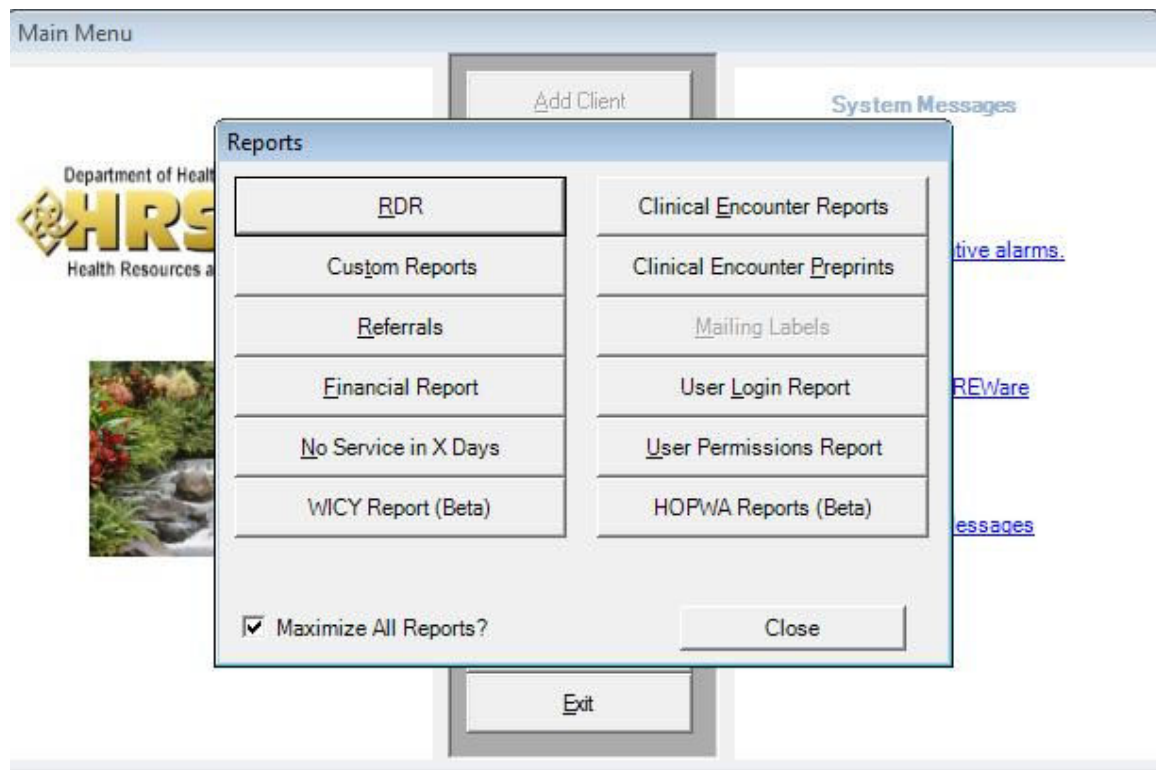 Main Menu
Add Client
System Messages
Reports
Department of Healt
HRS
Health Resources a
RDR
Clinical Encounter Reports
Custom Reports
Clinical Encounter Preprints
tive alarms.
Referrals
Mailing Labels
Financial Report
User Login Report
REWare
No Service in X Days
User Permissions Report
WICY Report (Beta)
HOPWA Reports (Beta)
essages
Maximize All Reports?
Close
Exit